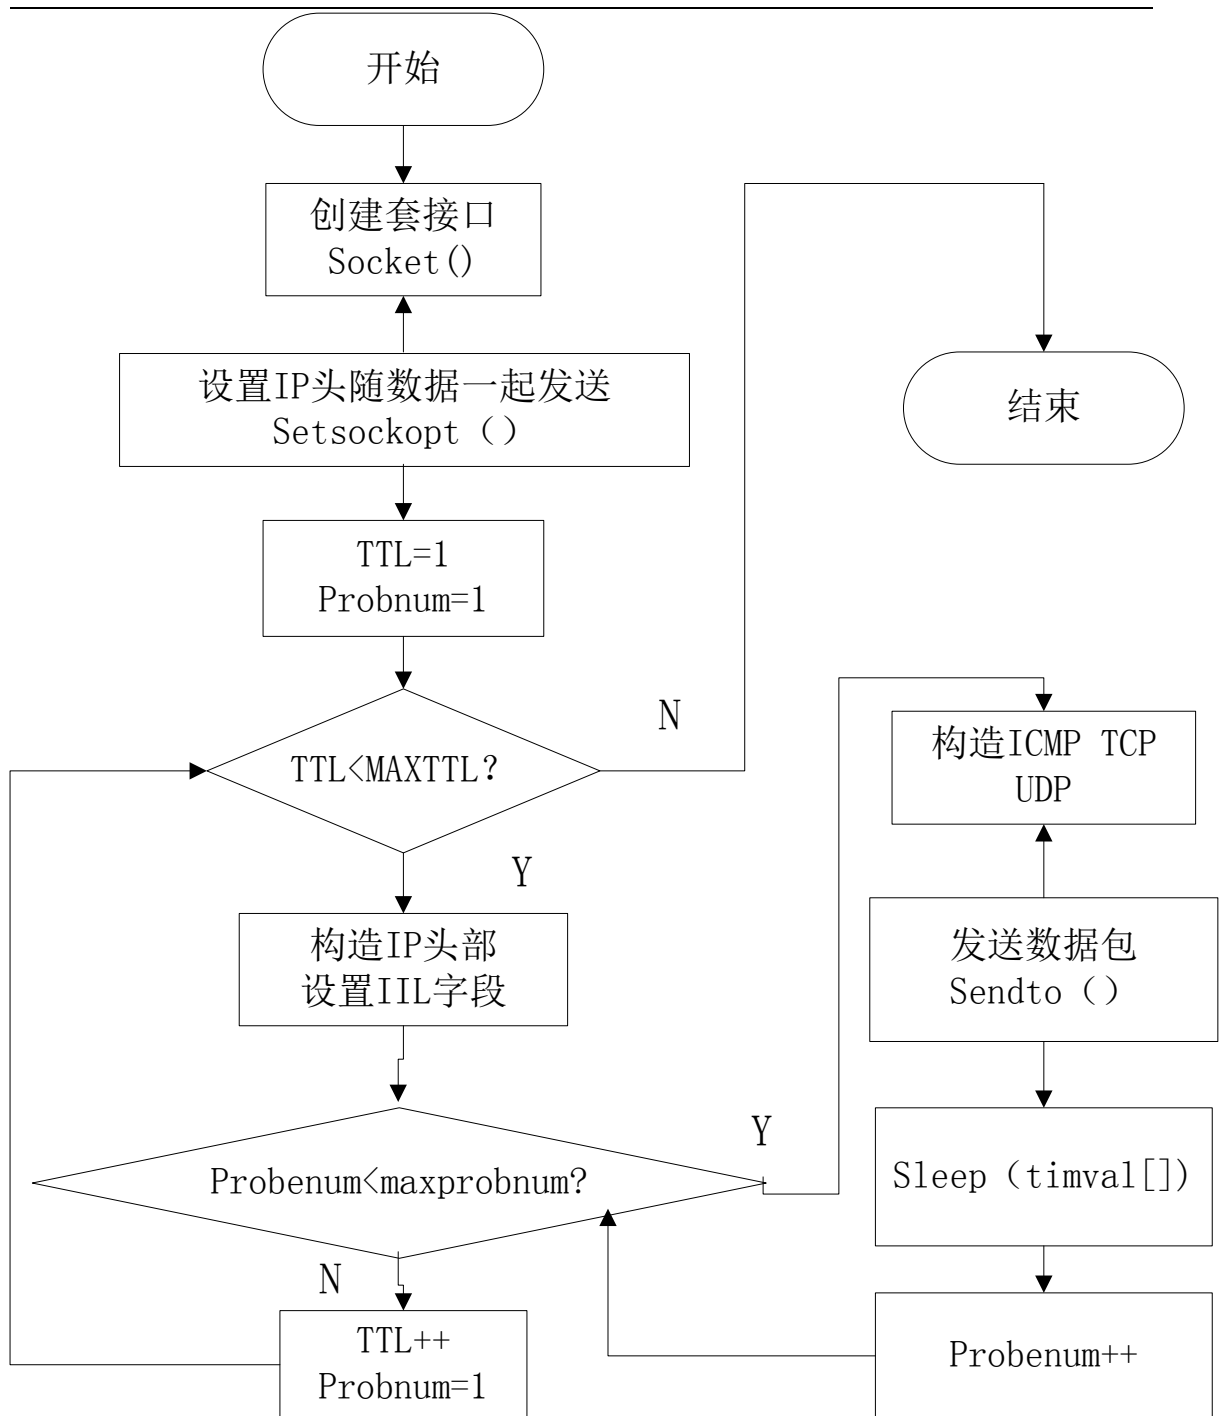 开始
创建套接口
Socket()
设置IP头随数据一起发送
Setsockopt（）
结束
TTL=1
Probnum=1
TTL<MAXTTL?
N
Y
构造IP头部
设置IIL字段
Probenum<maxprobnum?
Y
N
TTL++
Probnum=1
构造ICMP TCP
UDP
发送数据包
Sendto（）
Sleep（timval[])
Probenum++